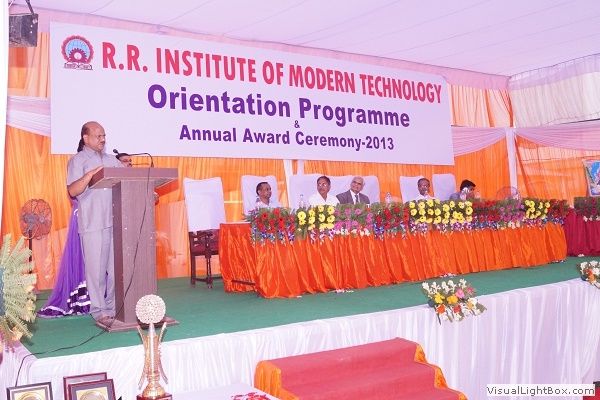 R.R. INSTITUTE OF MODERN TECHNOLOGY
Orientation Programme
&
Annual Award Ceremony-2013
VisualLightBox.com